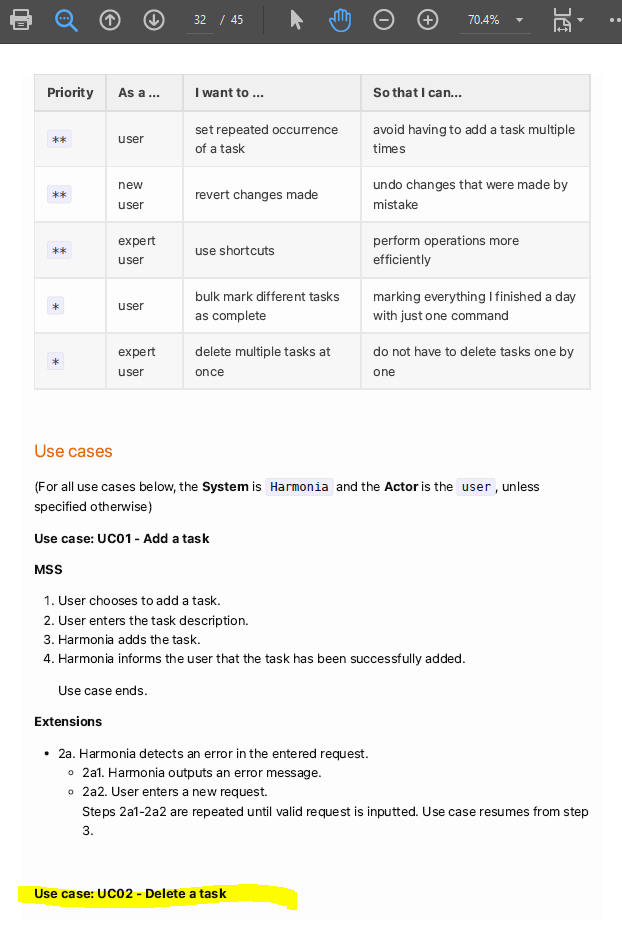 32 / 45 70.4%
Priority As a ... I want to ... So that I can...
** user set repeated occurrence of a task avoid having to add a task multiple times
** new user revert changes made undo changes that were made by mistake
** expert user use shortcuts perform operations more efficiently
* user bulk mark different tasks as complete marking everything I finished a day with just one command
* expert user delete multiple tasks at once do not have to delete tasks one by one
Use cases
(For all use cases below, the System is Harmonia and the Actor is the user, unless
specified otherwise)
Use case: UC01 - Add a task
MSS
1. User chooses to add a task.
2. User enters the task description.
3. Harmonia adds the task.
4. Harmonia informs the user that the task has been successfully added.
Use case ends.
Extensions
• 2a. Harmonia detects an error in the entered request.
◦ 2a1. Harmonia outputs an error message.
◦ 2a2. User enters a new request.
Steps 2a1-2a2 are repeated until valid request is inputted. Use case resumes from step
3.
Use case: UC02 - Delete a task